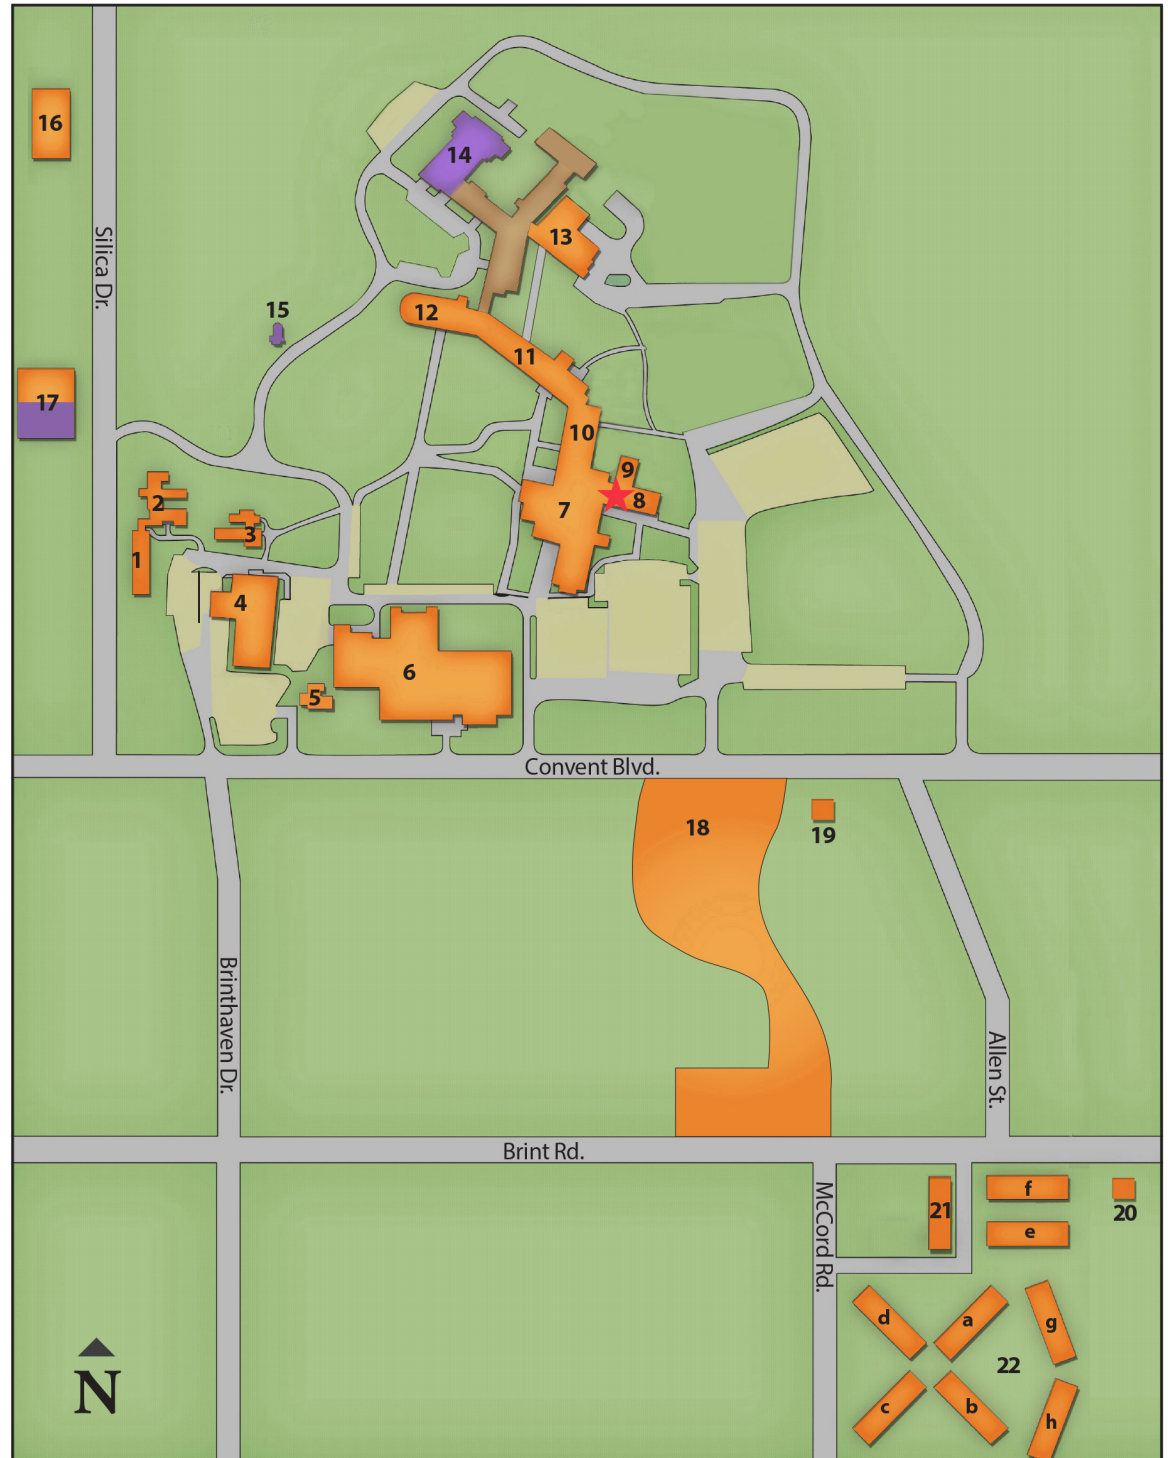 16
14
13
Silica Dr.
15
12
11
17
10
9
8
7
2
3
1
4
6
5
Convent Blvd.
18
19
Brinthaven Dr.
Allen St.
Brint Rd.
McCord Rd.
21
f
20
e
d
a
g
22
c
b
h
N